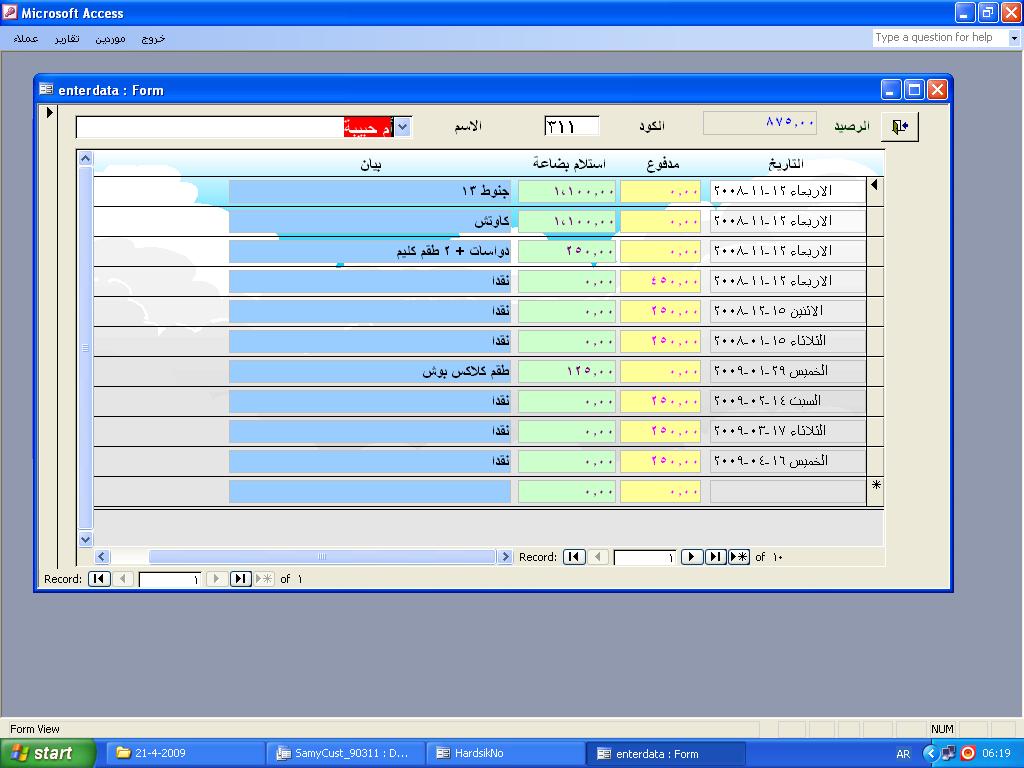 Microsoft Access
خروج موردين تقارير عملاء
Type a question for help
enterdata : Form
الرصيد ٨٧٥,٠٠ الكود ٣١١ الاسم ام حبيبة
التاريخ مدفوع استلام بضاعة بيان
الاربعاء ١٢-١١-٢٠٠٨ ٠,٠٠ ١,١٠٠,٠٠ جنوط ١٣
الاربعاء ١٢-١١-٢٠٠٨ ٠,٠٠ ١,١٠٠,٠٠ كاوتش
الاربعاء ١٢-١١-٢٠٠٨ ٠,٠٠ ٢٥٠,٠٠ دواسات + ٢ طقم كليم
الاربعاء ١٢-١١-٢٠٠٨ ٤٥٠,٠٠ ٠,٠٠ نقدا
الاثنين ١٥-١٢-٢٠٠٨ ٢٥٠,٠٠ ٠,٠٠ نقدا
الثلاثاء ١٥-٠١-٢٠٠٨ ٢٥٠,٠٠ ٠,٠٠ نقدا
الخميس ٢٩-٠١-٢٠٠٩ ٠,٠٠ ١٢٥,٠٠ طقم كلاكس بوش
السبت ١٤-٠٢-٢٠٠٩ ٢٥٠,٠٠ ٠,٠٠ نقدا
الثلاثاء ١٧-٠٣-٢٠٠٩ ٢٥٠,٠٠ ٠,٠٠ نقدا
الخميس ١٦-٠٤-٢٠٠٩ ٢٥٠,٠٠ ٠,٠٠ نقدا
٠,٠٠ ٠,٠٠
Record: ١ of ١٠
Record: ١ of ١
Form View NUM
start 21-4-2009 SamyCust_90311 : D... HardsikNo enterdata : Form AR 06:19